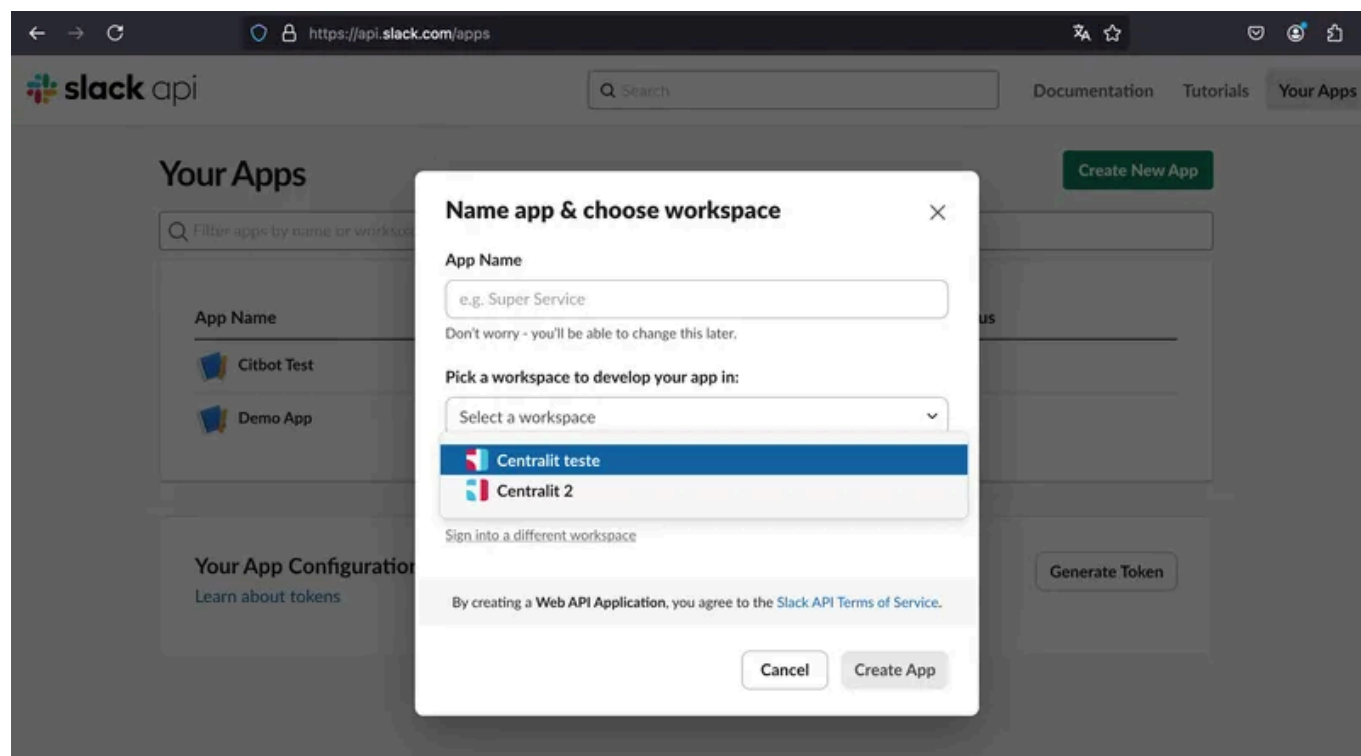 https://api.slack.com/apps
slack api
Search
Documentation
Tutorials
Your Apps
Your Apps
Create New App
Filter apps by name or workspac
Name app & choose workspace
App Name
e.g. Super Service
Don't worry - you'll be able to change this later.
Pick a workspace to develop your app in:
Select a workspace
Centralit teste
Centralit 2
Sign into a different workspace
By creating a Web API Application, you agree to the Slack API Terms of Service.
Cancel
Create App
App Name
us
Citbot Test
Demo App
Your App Configuration
Learn about tokens
Generate Token